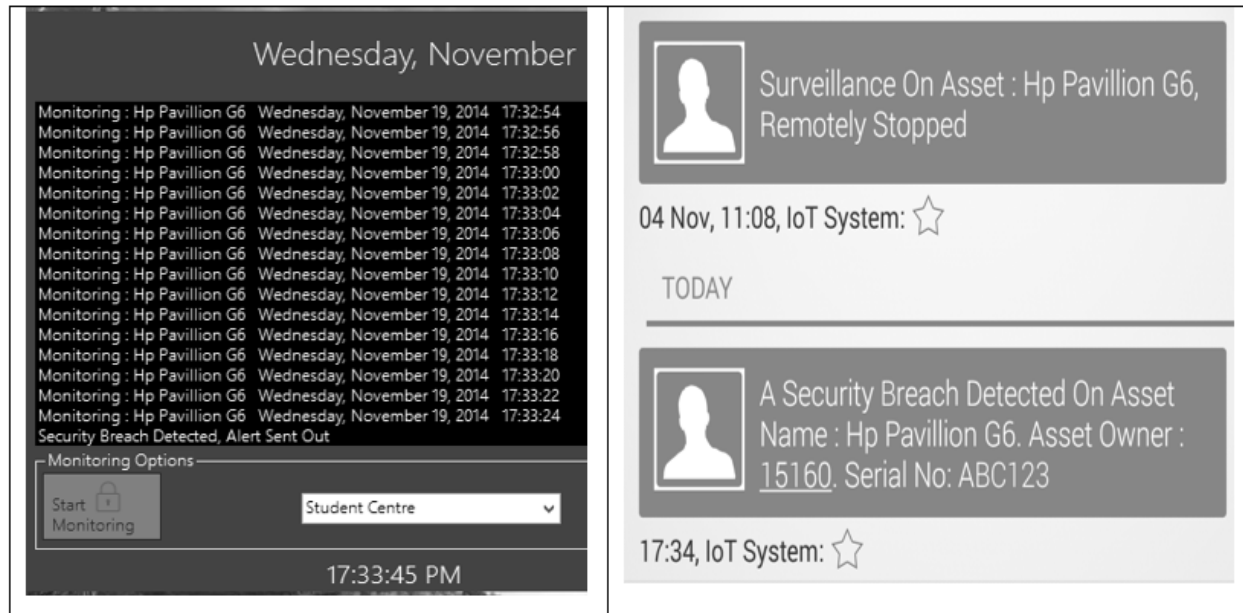 Wednesday, November
Monitoring : Hp Pavillion G6 Wednesday, November 19, 2014 17:32:54
Monitoring : Hp Pavillion G6 Wednesday, November 19, 2014 17:32:56
Monitoring : Hp Pavillion G6 Wednesday, November 19, 2014 17:32:58
Monitoring : Hp Pavillion G6 Wednesday, November 19, 2014 17:33:00
Monitoring : Hp Pavillion G6 Wednesday, November 19, 2014 17:33:02
Monitoring : Hp Pavillion G6 Wednesday, November 19, 2014 17:33:04
Monitoring : Hp Pavillion G6 Wednesday, November 19, 2014 17:33:06
Monitoring : Hp Pavillion G6 Wednesday, November 19, 2014 17:33:08
Monitoring : Hp Pavillion G6 Wednesday, November 19, 2014 17:33:10
Monitoring : Hp Pavillion G6 Wednesday, November 19, 2014 17:33:12
Monitoring : Hp Pavillion G6 Wednesday, November 19, 2014 17:33:14
Monitoring : Hp Pavillion G6 Wednesday, November 19, 2014 17:33:16
Monitoring : Hp Pavillion G6 Wednesday, November 19, 2014 17:33:18
Monitoring : Hp Pavillion G6 Wednesday, November 19, 2014 17:33:20
Monitoring : Hp Pavillion G6 Wednesday, November 19, 2014 17:33:22
Monitoring : Hp Pavillion G6 Wednesday, November 19, 2014 17:33:24
Security Breach Detected, Alert Sent Out
Monitoring Options
Start
Monitoring
Student Centre
17:33:45 PM
Surveillance On Asset : Hp Pavillion G6,
Remotely Stopped
04 Nov, 11:08, IoT System:
TODAY
A Security Breach Detected On Asset
Name : Hp Pavillion G6. Asset Owner :
15160. Serial No: ABC123
17:34, IoT System: